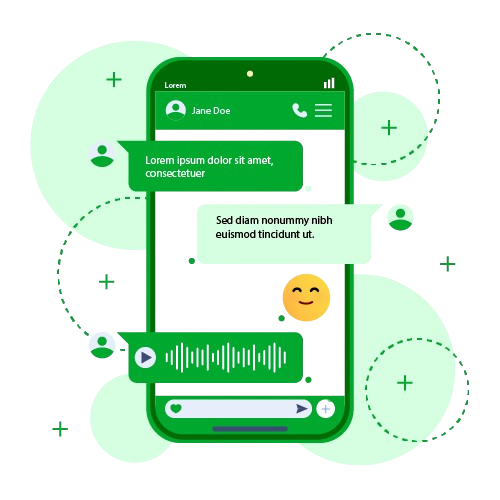 Lorem
Jane Doe
Lorem ipsum dolor sit amet,
consectetuer
Sed diam nonummy nibh
euismod tincidunt ut.